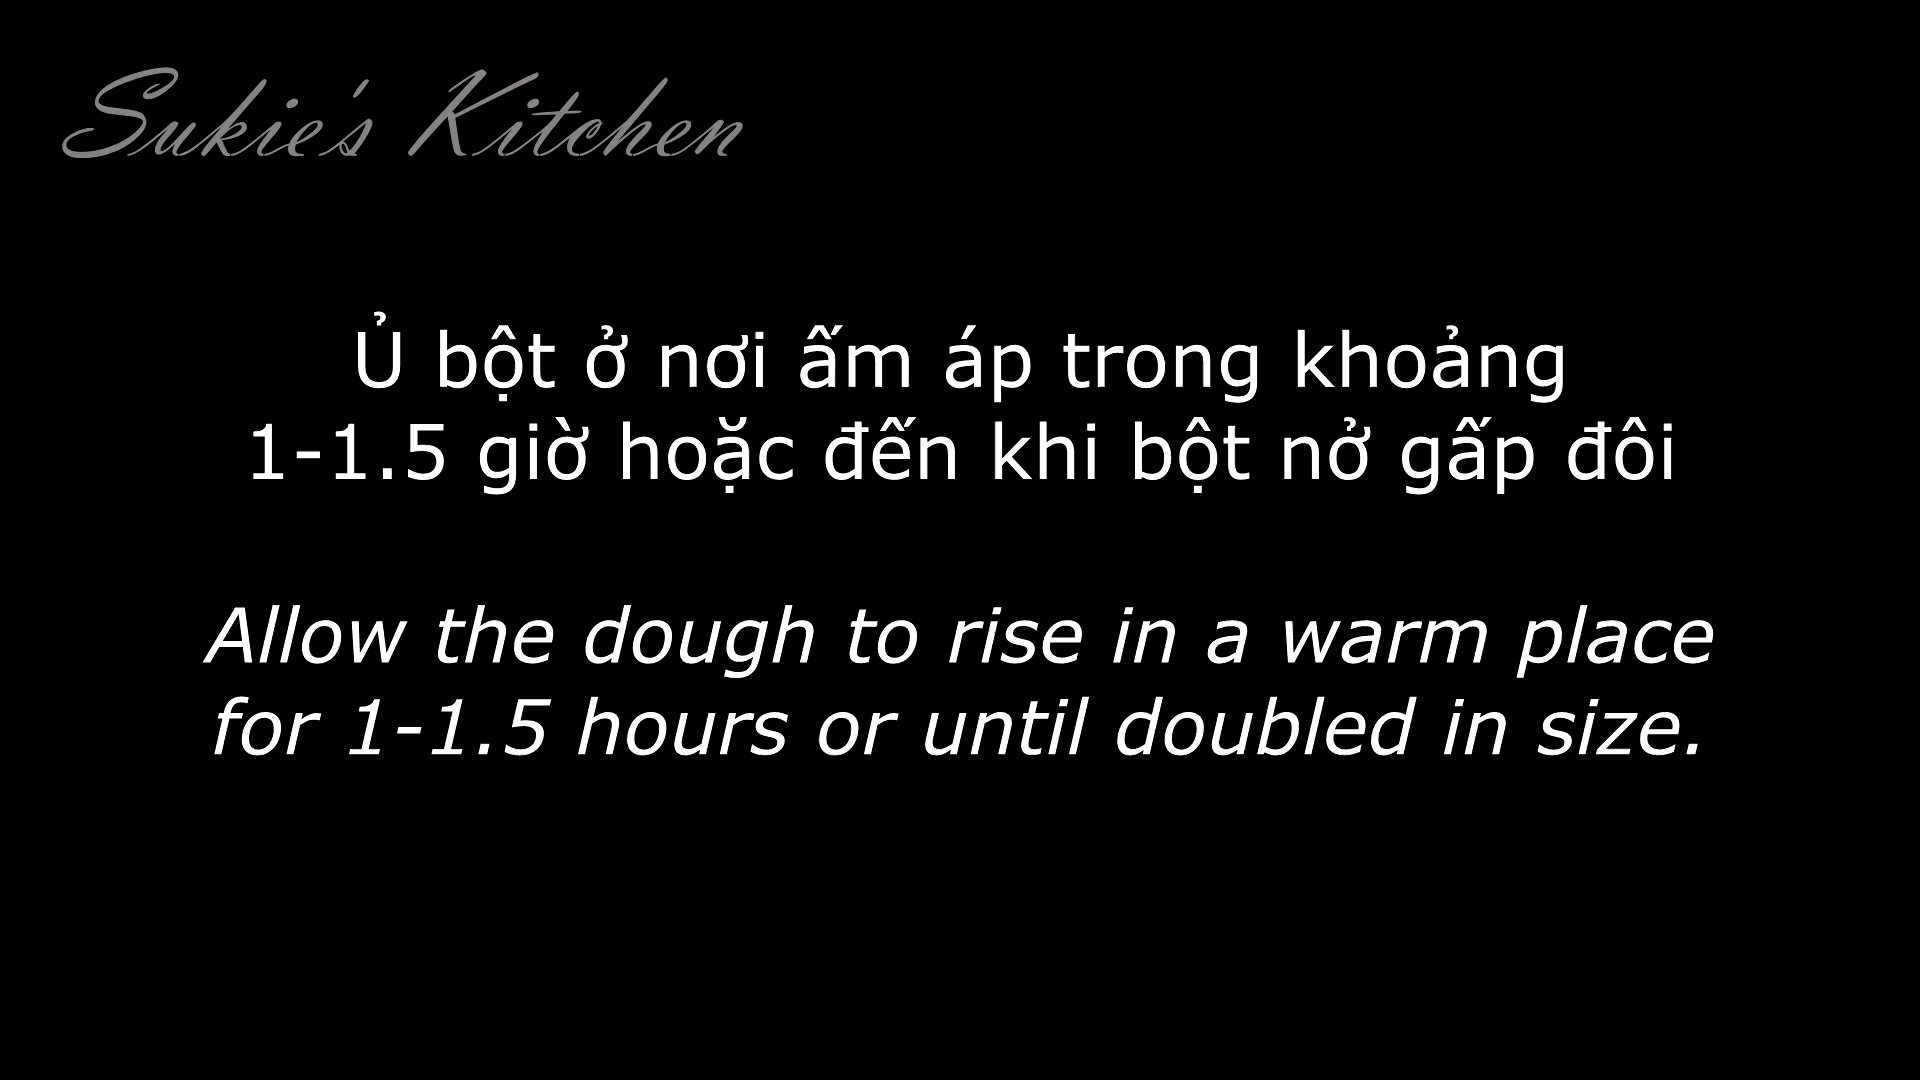 Sukie's Kitchen
Ủ bột ở nơi ấm áp trong khoảng
1-1.5 giờ hoặc đến khi bột nở gấp đôi
Allow the dough to rise in a warm place
for 1-1.5 hours or until doubled in size.